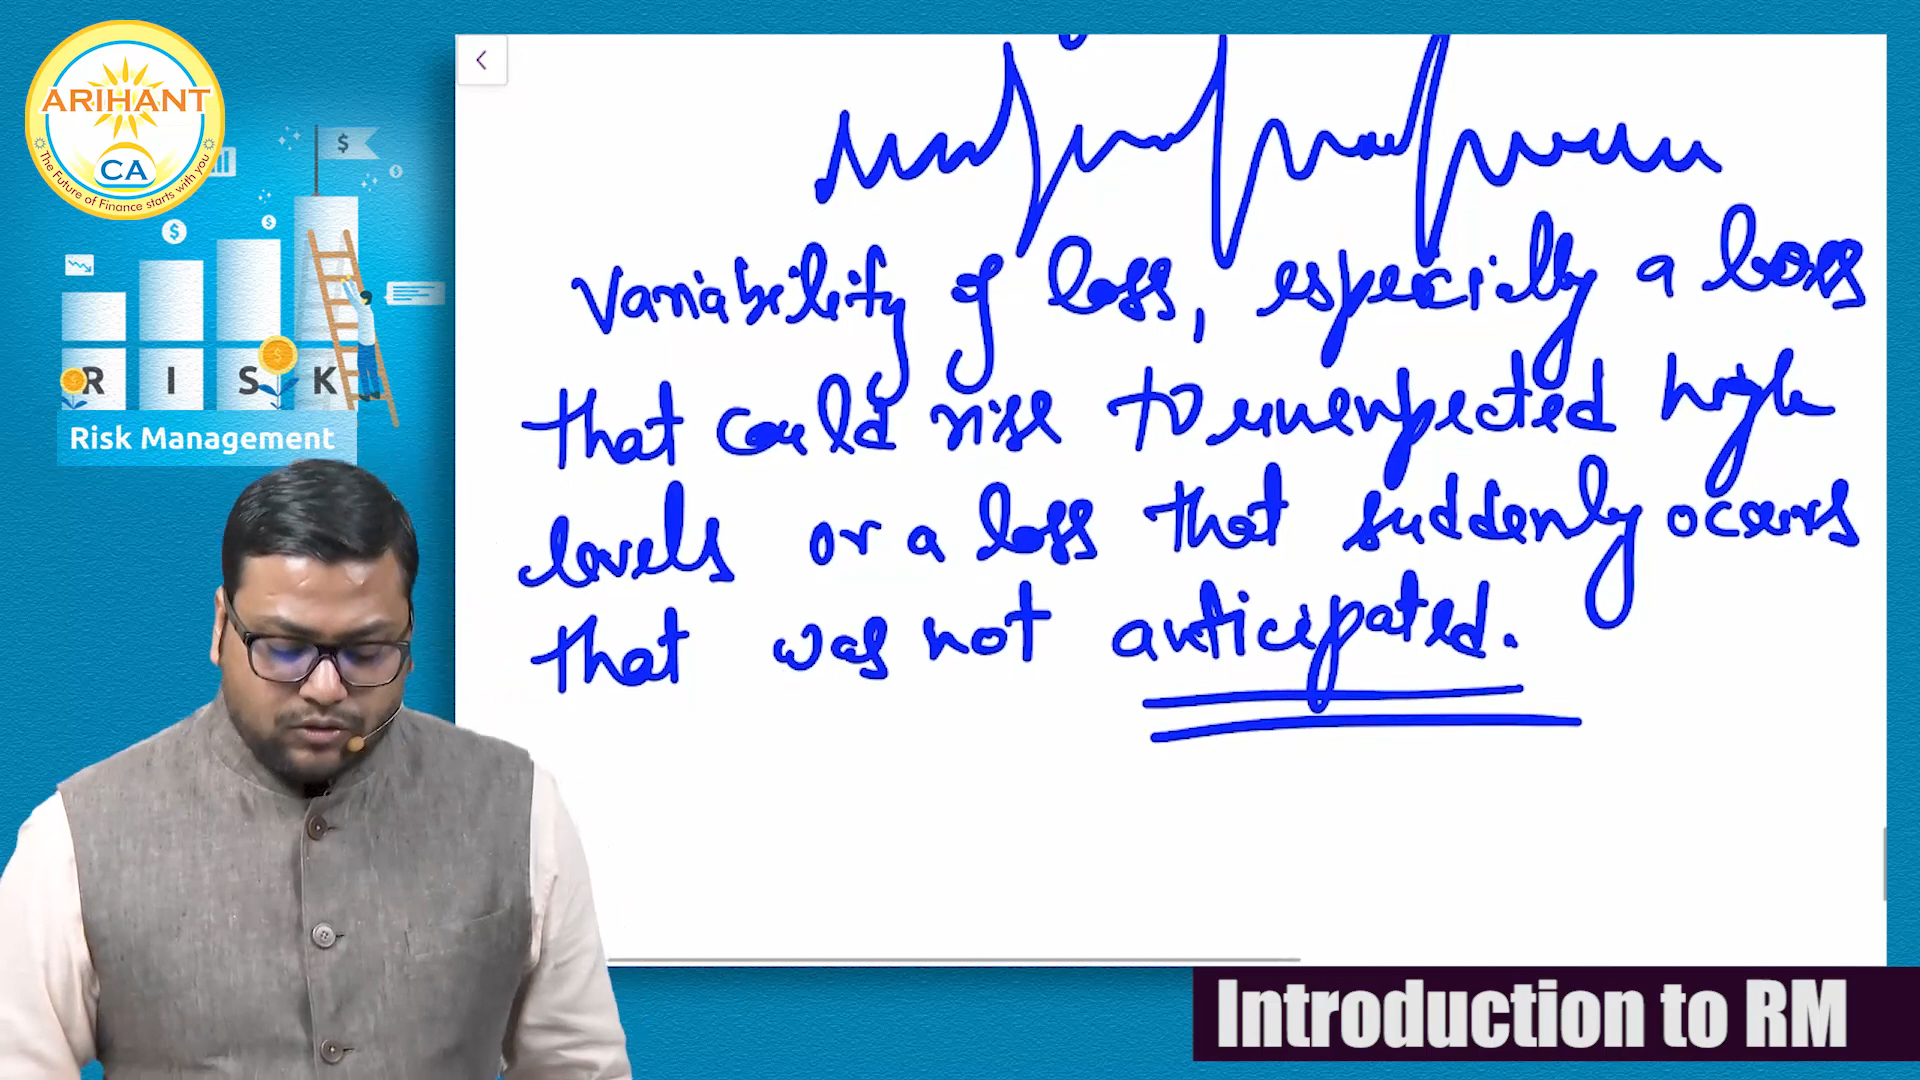 ARIHANT
CA
The Future of Finance starts with you
R I S K
Risk Management
Variability of loss, especially a loss
that could rise to unexpected high
levels or a loss that suddenly occurs
that was not anticipated.
Introduction to RM